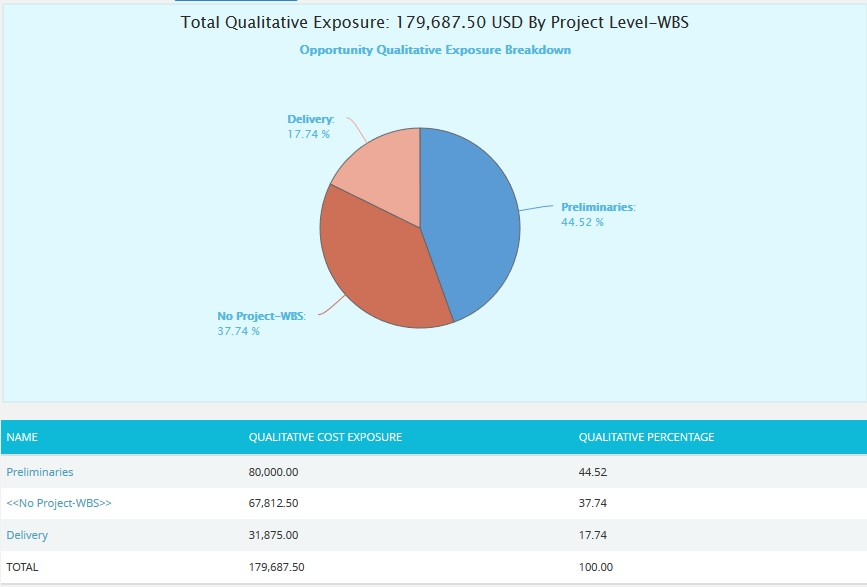 Total Qualitative Exposure: 179,687.50 USD By Project Level-WBS
Opportunity Qualitative Exposure Breakdown
Delivery:
17.74 %
Preliminaries:
44.52 %
No Project-WBS:
37.74 %
NAME QUALITATIVE COST EXPOSURE QUALITATIVE PERCENTAGE
Preliminaries 80,000.00 44.52
<<No Project-WBS>> 67,812.50 37.74
Delivery 31,875.00 17.74
TOTAL 179,687.50 100.00